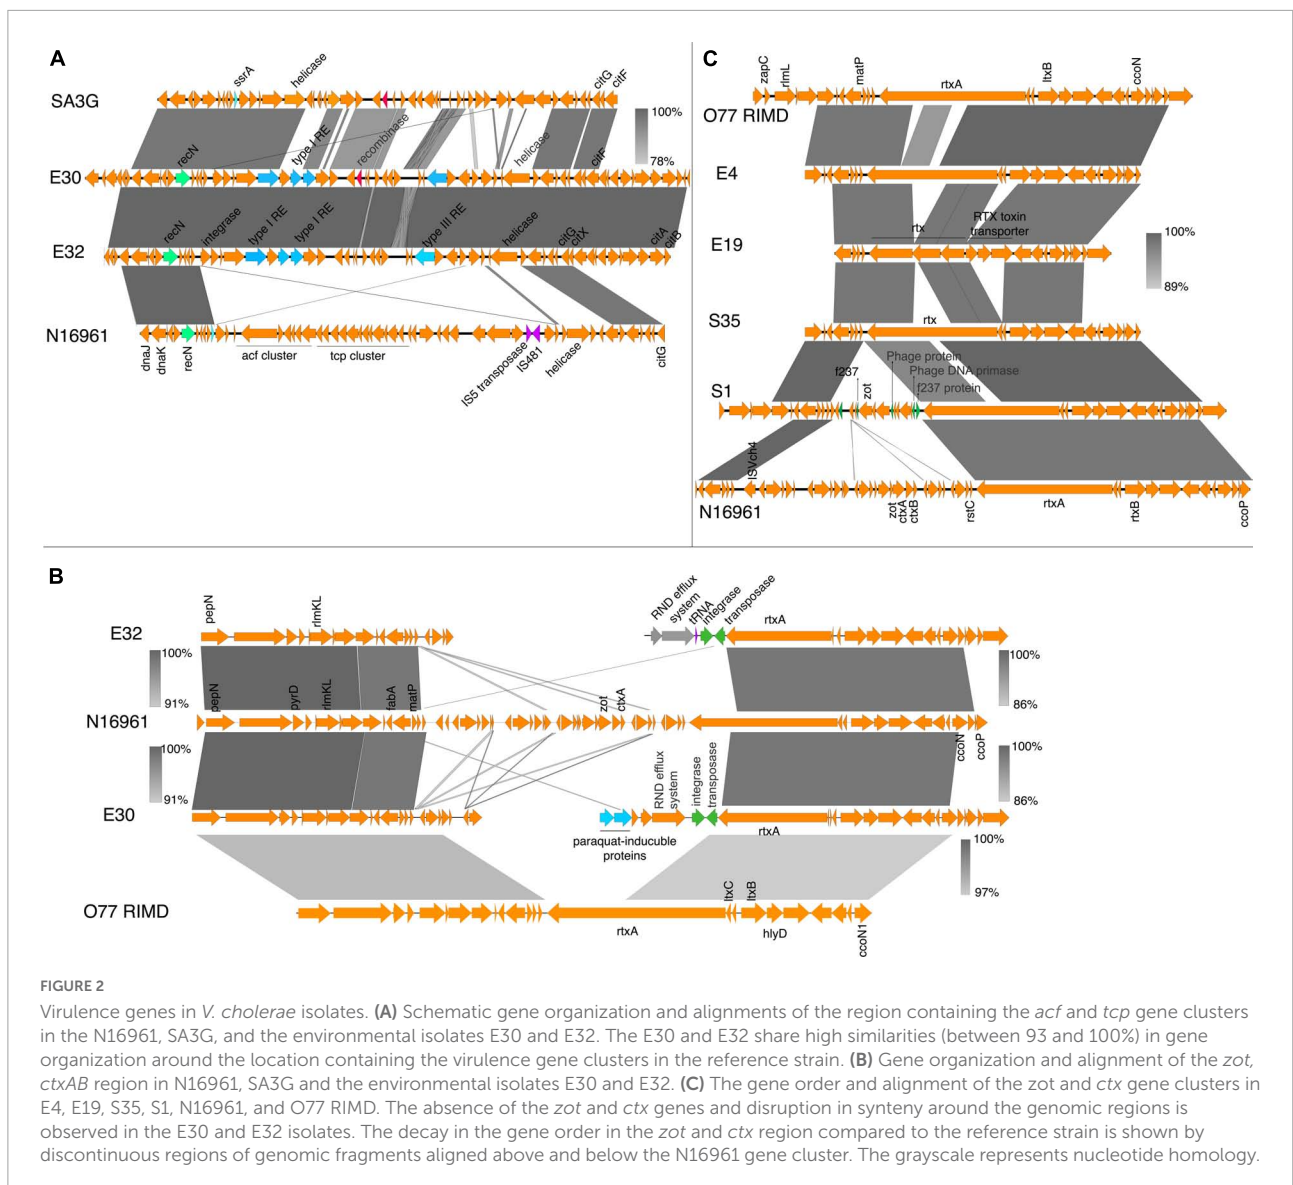 A
SA3G
ssrA
helicase
citG
citF
100%
78%
recN
type I RE
recombinase
helicase
citF
E30
recN
integrase
type I RE
type I RE
type III RE
helicase
citG
citX
citA
citB
E32
N16961
dnaJ
dnaK
recN
acf cluster
tcp cluster
IS5 transposase
IS481
helicase
citG
C
zapC
rlmL
matP
rtxA
ltxB
ccoN
O77 RIMD
E4
E19
rtx
RTX toxin
transporter
100%
89%
S35
rtx
S1
f237
zot
Phage protein
Phage DNA primase
f237 protein
ISVch4
N16961
zot
ctxA
ctxB
rstC
rtxA
rtxB
ccoP
B
E32
pepN
rlmKL
RND efflux
system
tRNA
integrase
transposase
rtxA
100%
91%
100%
86%
N16961
pepN
pyrD
rlmKL
fabA
matP
zot
ctxA
ccoN
ccoP
100%
91%
100%
86%
E30
RND efflux
system
integrase
transposase
rtxA
paraquat-inducuble
proteins
100%
97%
O77 RIMD
rtxA
ltxC
ltxB
hlyD
ccoN1
FIGURE 2
Virulence genes in V. cholerae isolates. (A) Schematic gene organization and alignments of the region containing the acf and tcp gene clusters
in the N16961, SA3G, and the environmental isolates E30 and E32. The E30 and E32 share high similarities (between 93 and 100%) in gene
organization around the location containing the virulence gene clusters in the reference strain. (B) Gene organization and alignment of the zot,
ctxAB region in N16961, SA3G and the environmental isolates E30 and E32. (C) The gene order and alignment of the zot and ctx gene clusters in
E4, E19, S35, S1, N16961, and O77 RIMD. The absence of the zot and ctx genes and disruption in synteny around the genomic regions is
observed in the E30 and E32 isolates. The decay in the gene order in the zot and ctx region compared to the reference strain is shown by
discontinuous regions of genomic fragments aligned above and below the N16961 gene cluster. The grayscale represents nucleotide homology.